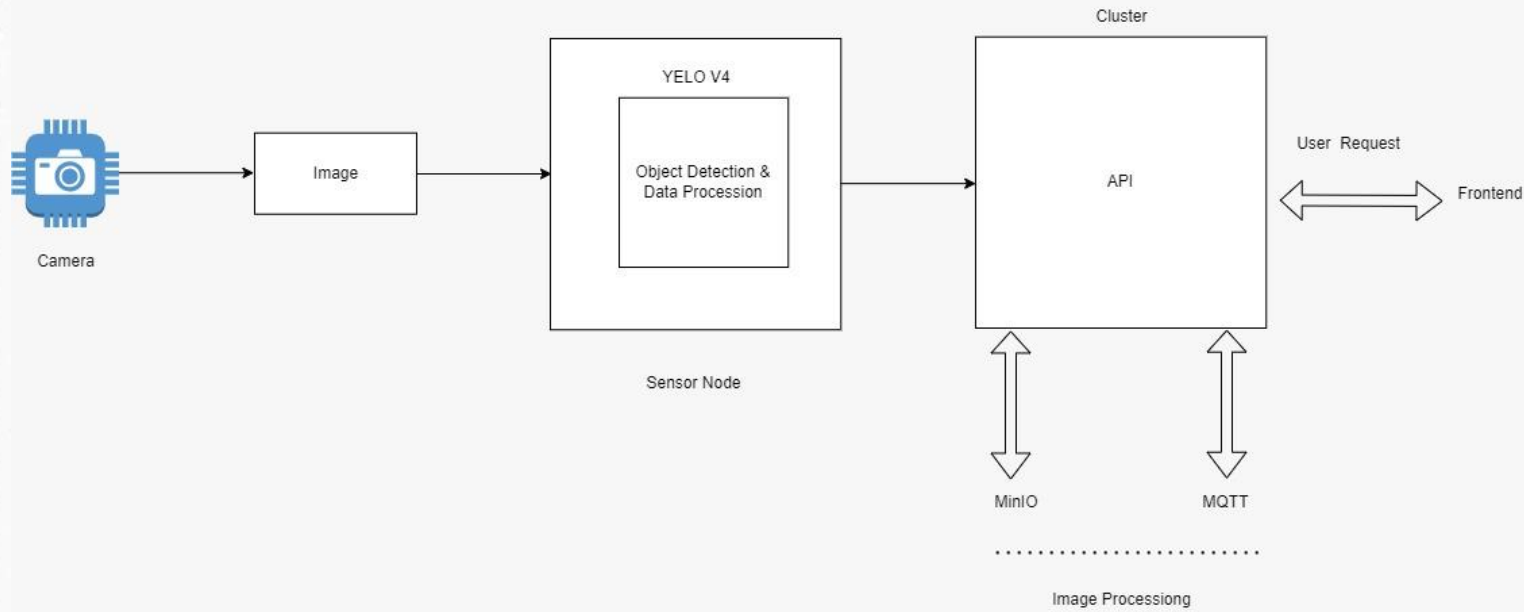 Cluster
YELO V4
User Request
Image
Object Detection &
Data Procession
API
Frontend
Camera
Sensor Node
MinIO
MQTT
Image Processiong